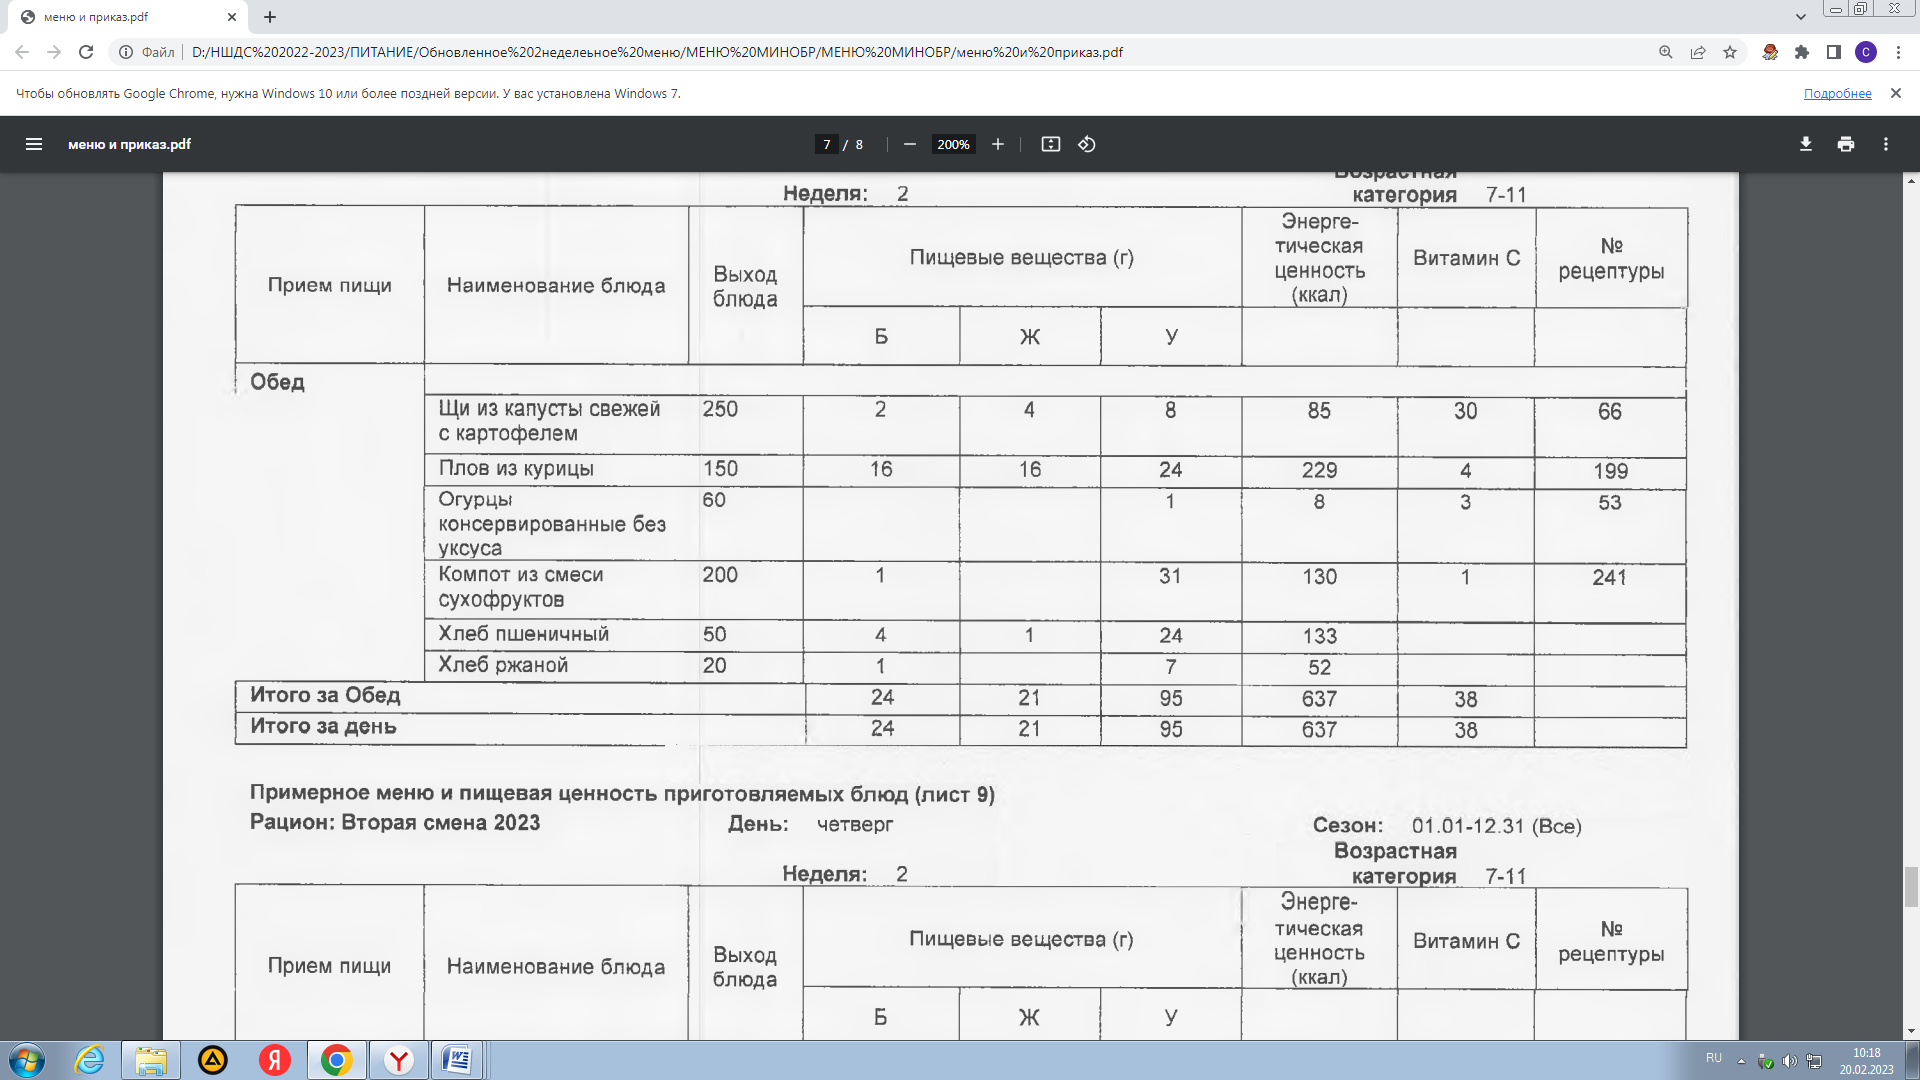 меню и приказ.pdf
Файл
D:/НШДС%202022-2023/ПИТАНИЕ/Обновленное%202неделеьное%20меню/МЕНЮ%20МИНОБР/МЕНЮ%20МИНОБР/меню%20и%20приказ.pdf
С
Чтобы обновлять Google Chrome, нужна Windows 10 или более поздней версии. У вас установлена Windows 7.
Подробнее
меню и приказ.pdf
7 / 8
200%
Возрастная
Неделя: 2
категория 7-11
Прием пищи
Наименование блюда
Выход
блюда
Пищевые вещества (г)
Энерге-
тическая
ценность
(ккал)
Витамин С
№
рецептуры
Б Ж У
Обед
Щи из капусты свежей
с картофелем
250 2 4 8 85 30 66
Плов из курицы 150 16 16 24 229 4 199
Огурцы
консервированные без
уксуса
60 1 8 3 53
Компот из смеси
сухофруктов
200 1 31 130 1 241
Хлеб пшеничный 50 4 1 24 133
Хлеб ржаной 20 1 7 52
Итого за Обед 24 21 95 637 38
Итого за день 24 21 95 637 38
Примерное меню и пищевая ценность приготовляемых блюд (лист 9)
Рацион: Вторая смена 2023
День: четверг
Сезон: 01.01-12.31 (Все)
Возрастная
Неделя: 2
категория 7-11
Прием пищи
Наименование блюда
Выход
блюда
Пищевые вещества (г)
Энерге-
тическая
ценность
(ккал)
Витамин С
№
рецептуры
Б Ж У
RU
10:18
20.02.2023